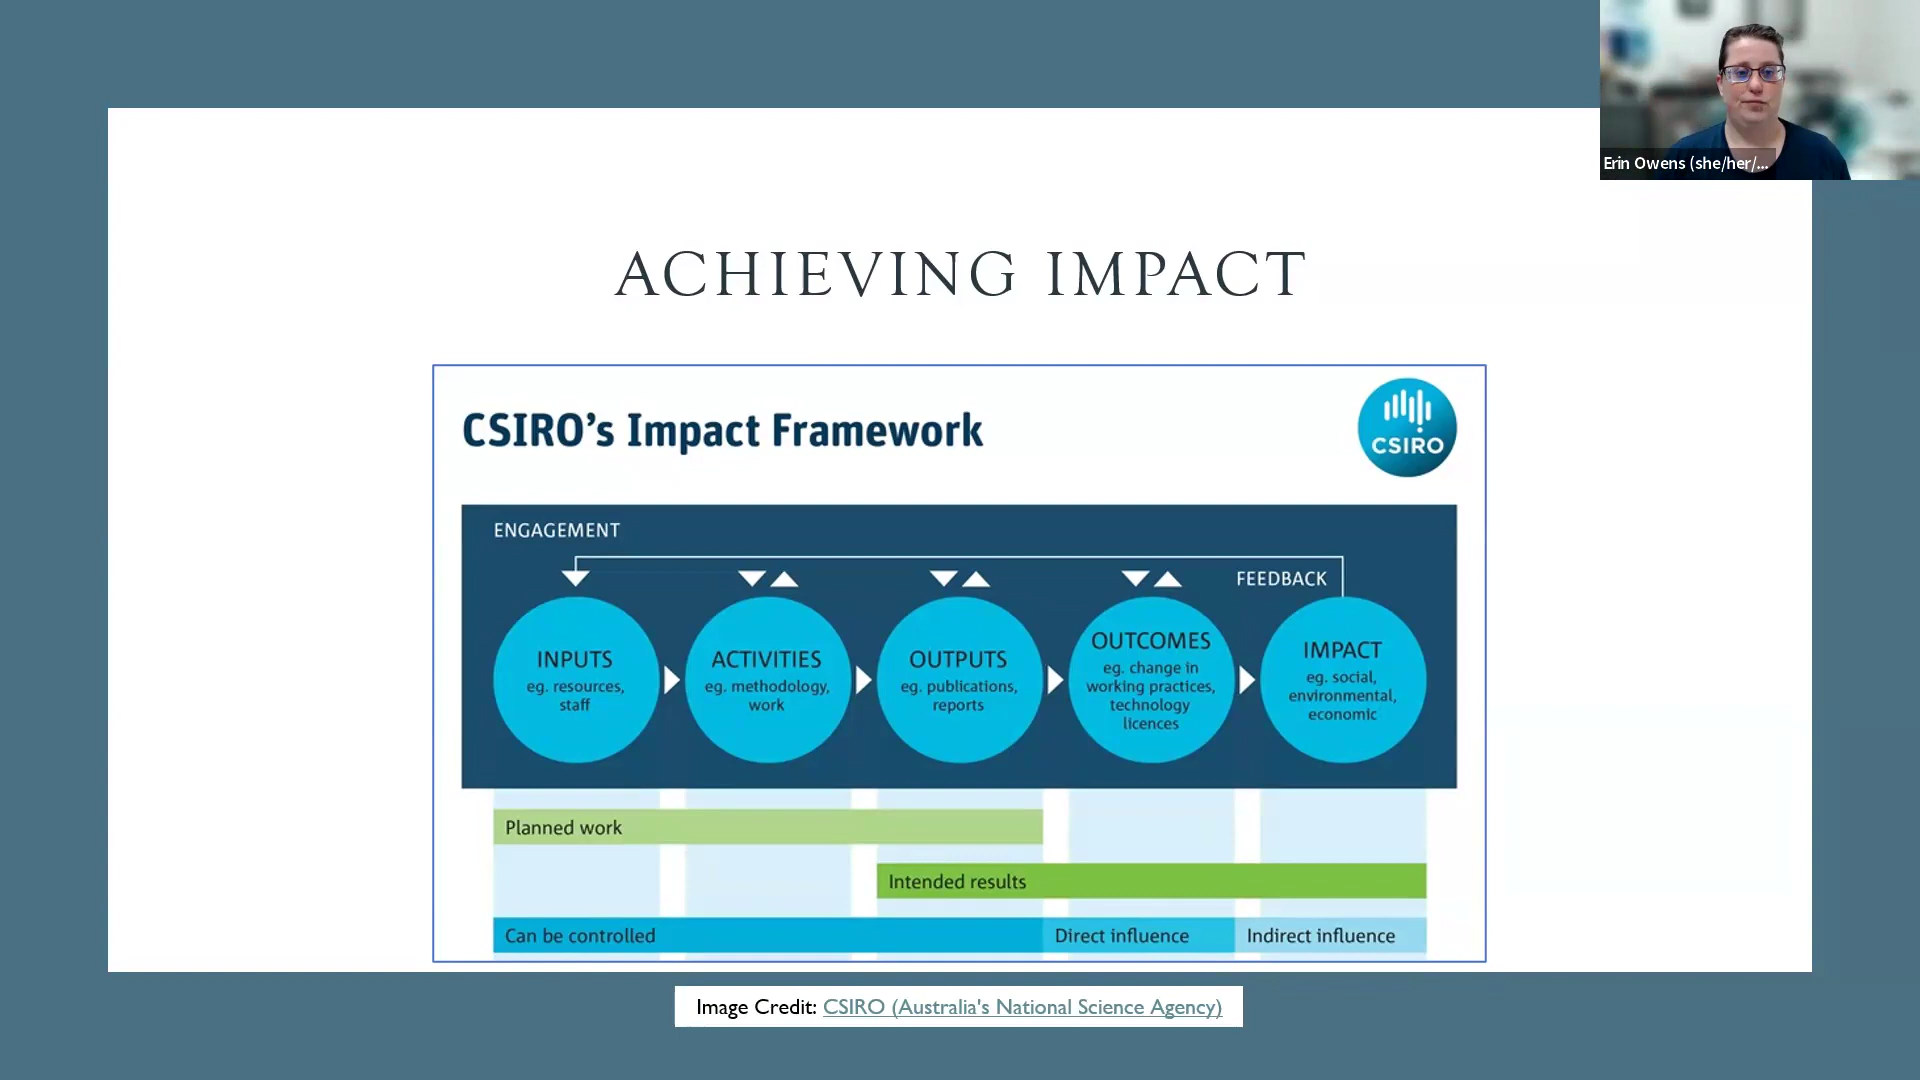 Erin Owens (she/her/...
ACHIEVING IMPACT
CSIRO's Impact Framework
CSIRO
ENGAGEMENT
FEEDBACK
INPUTS
eg. resources,
staff
ACTIVITIES
eg. methodology,
work
OUTPUTS
eg. publications,
reports
OUTCOMES
eg. change in
working practices,
technology
licences
IMPACT
eg. social,
environmental,
economic
Planned work
Intended results
Can be controlled
Direct influence
Indirect influence
Image Credit: CSIRO (Australia's National Science Agency)